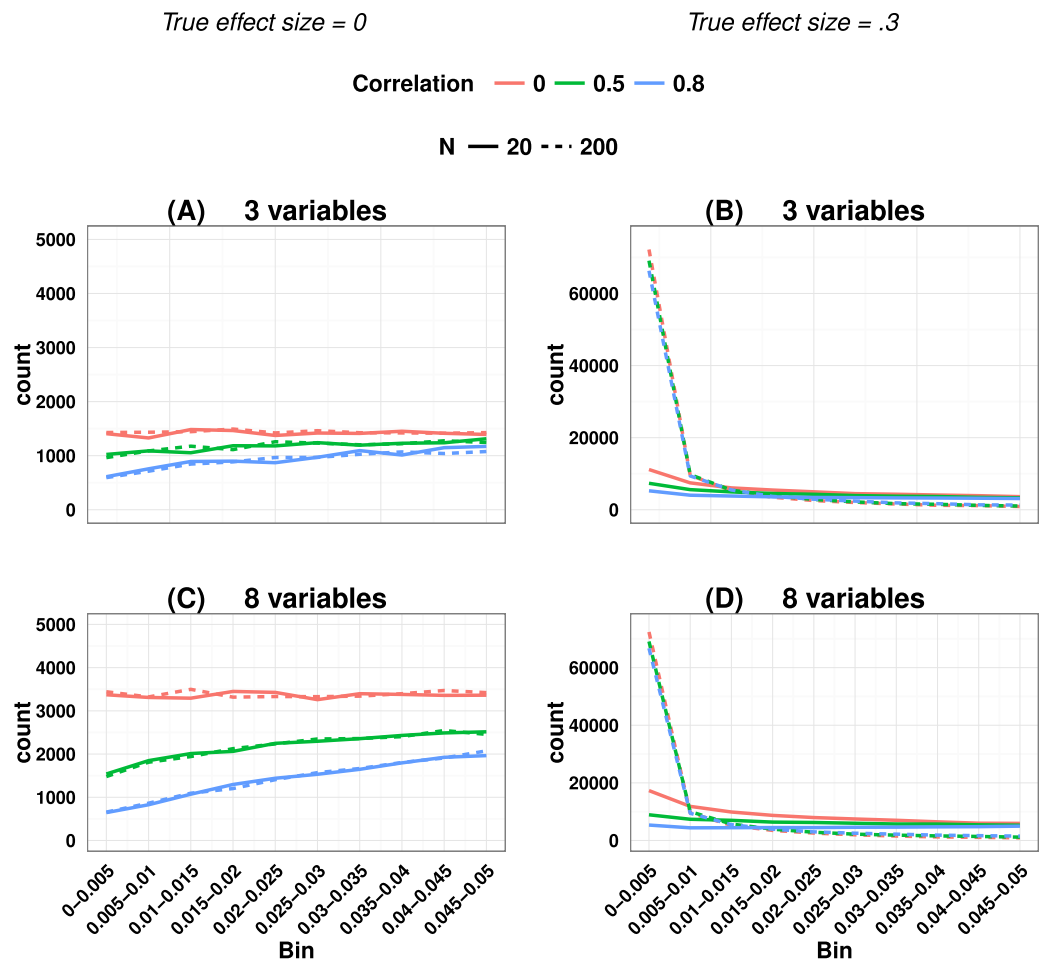 True effect size = 0
True effect size = .3
Correlation 0 0.5 0.8
N 20 200
(A) 3 variables
count
5000
4000
3000
2000
1000
0
(B) 3 variables
count
60000
40000
20000
0
(C) 8 variables
count
5000
4000
3000
2000
1000
0
0−0.005
0.005−0.01
0.01−0.015
0.015−0.02
0.02−0.025
0.025−0.03
0.03−0.035
0.035−0.04
0.04−0.045
0.045−0.05
Bin
(D) 8 variables
count
60000
40000
20000
0
0−0.005
0.005−0.01
0.01−0.015
0.015−0.02
0.02−0.025
0.025−0.03
0.03−0.035
0.035−0.04
0.04−0.045
0.045−0.05
Bin